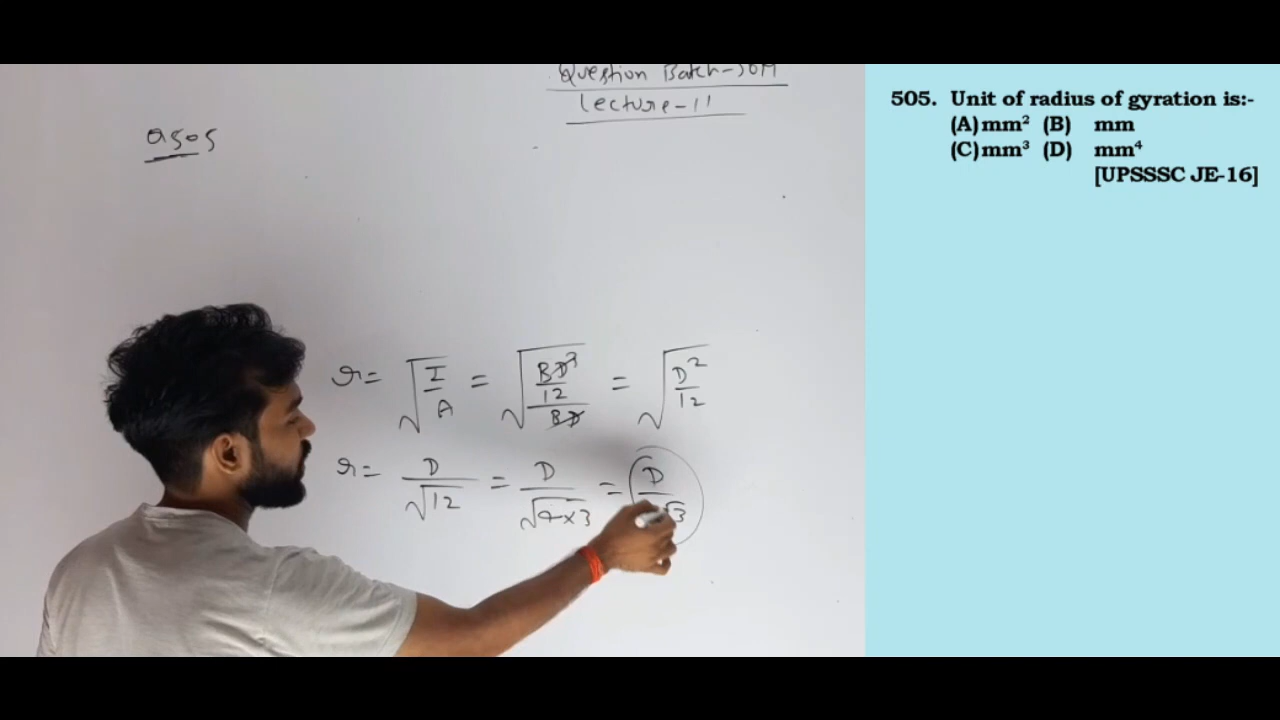 Question Batch-SOM
Lecture-11
Q505
r= √I/A = √BD³/12/BD = √D²/12
r= D/√12 = D/√4×3 = D/√3
505. Unit of radius of gyration is:-
(A) mm² (B) mm
(C) mm³ (D) mm⁴
[UPSSSC JE-16]